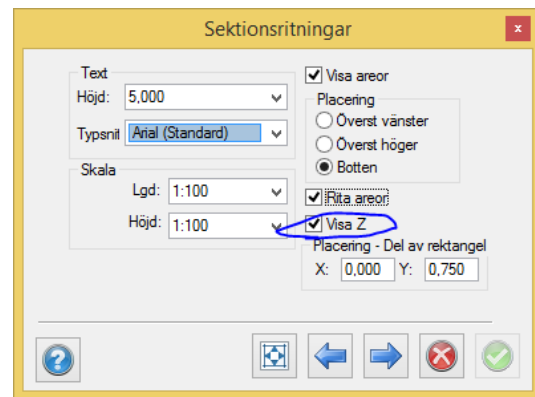 Sektionsritningar
x
Text
Höjd: 5,000
Typsnit Arial (Standard)
Skala
Lgd: 1:100
Höjd: 1:100
Visa areor
Placering
Överst vänster
Överst höger
Botten
Rita areor
Visa Z
Placering - Del av rektangel
X: 0,000 Y: 0,750
?